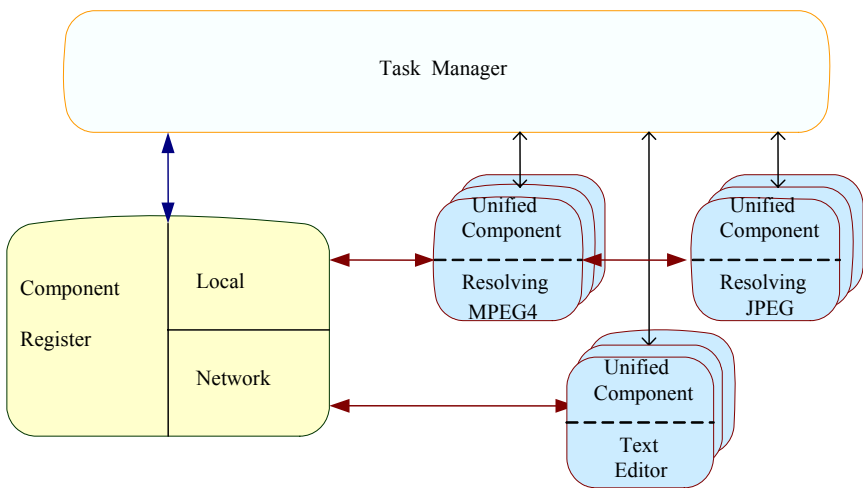 Task Manager
Component
Register
Local
Network
Unified
Component
Resolving
MPEG4
Unified
Component
Resolving
JPEG
Unified
Component
Text
Editor